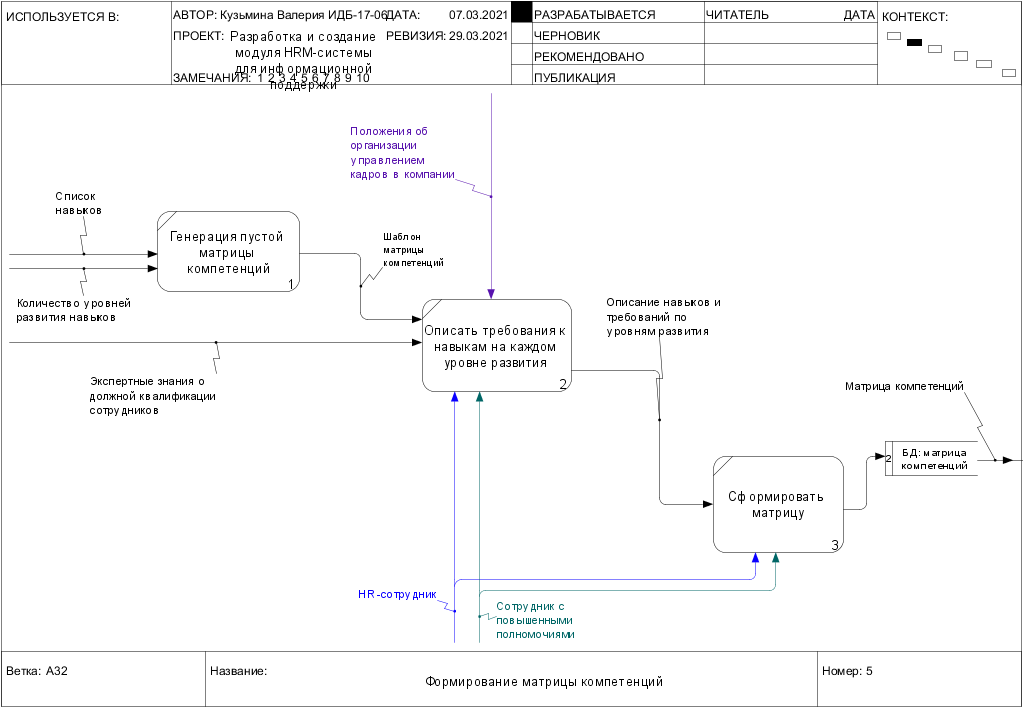 ИСПОЛЬЗУЕТСЯ В:
АВТОР: Кузьмина Валерия ИДБ-17-06
ДАТА: 07.03.2021
ПРОЕКТ: Разработка и создание
модуля HRM-системы
для информационной
поддержки
РЕВИЗИЯ: 29.03.2021
ЗАМЕЧАНИЯ: 1 2 3 4 5 6 7 8 9 10
РАЗРАБАТЫВАЕТСЯ
ЧЕРНОВИК
РЕКОМЕНДОВАНО
ПУБЛИКАЦИЯ
ЧИТАТЕЛЬ ДАТА
КОНТЕКСТ:
Положения об
организации
управлением
кадров в компании
Список
навыков
Генерация пустой
матрицы
компетенций
1
Шаблон
матрицы
компетенций
Количество уровней
развития навыков
Описание навыков и
требований по
уровням развития
Описать требования к
навыкам на каждом
уровне развития
2
Экспертные знания о
должной квалификации
сотрудников
Матрица компетенций
2
БД: матрица
компетенций
Сформировать
матрицу
3
HR-сотрудник
Сотрудник с
повышенными
полномочиями
Ветка: A32
Название:
Формирование матрицы компетенций
Номер: 5